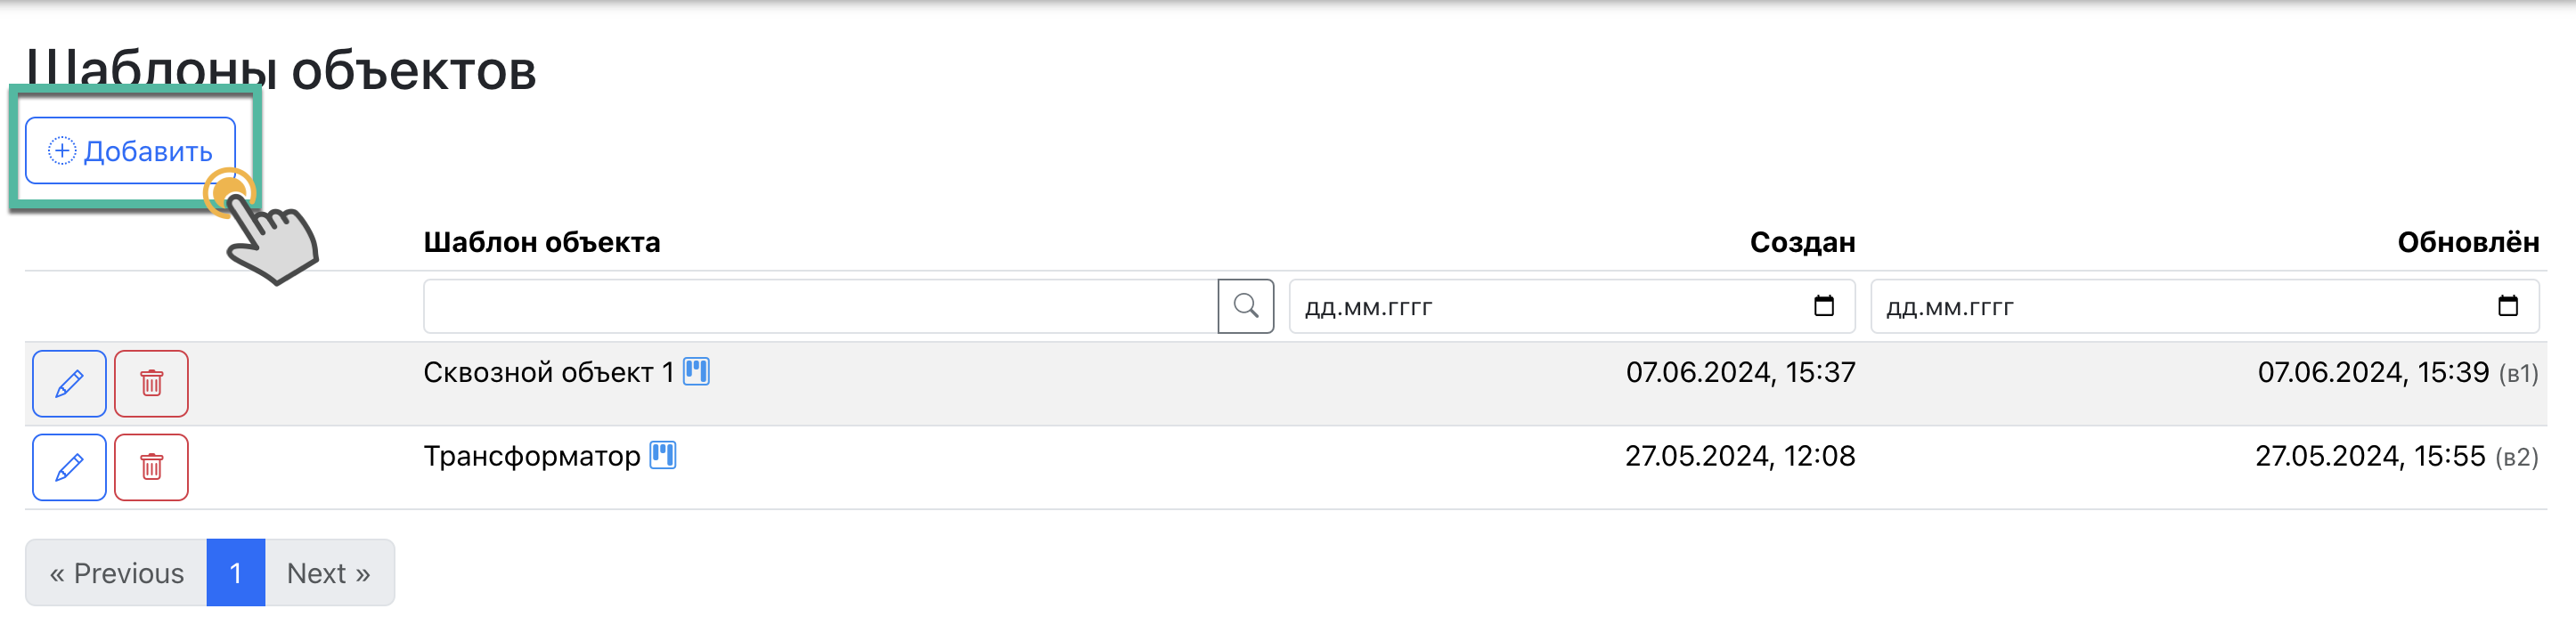 Шаблоны объектов
Добавить
Шаблон объекта Создан Обновлён
дд.мм.гггг дд.мм.гггг
Сквозной объект 1 07.06.2024, 15:37 07.06.2024, 15:39 (в1)
Трансформатор 27.05.2024, 12:08 27.05.2024, 15:55 (в2)
« Previous 1 Next »